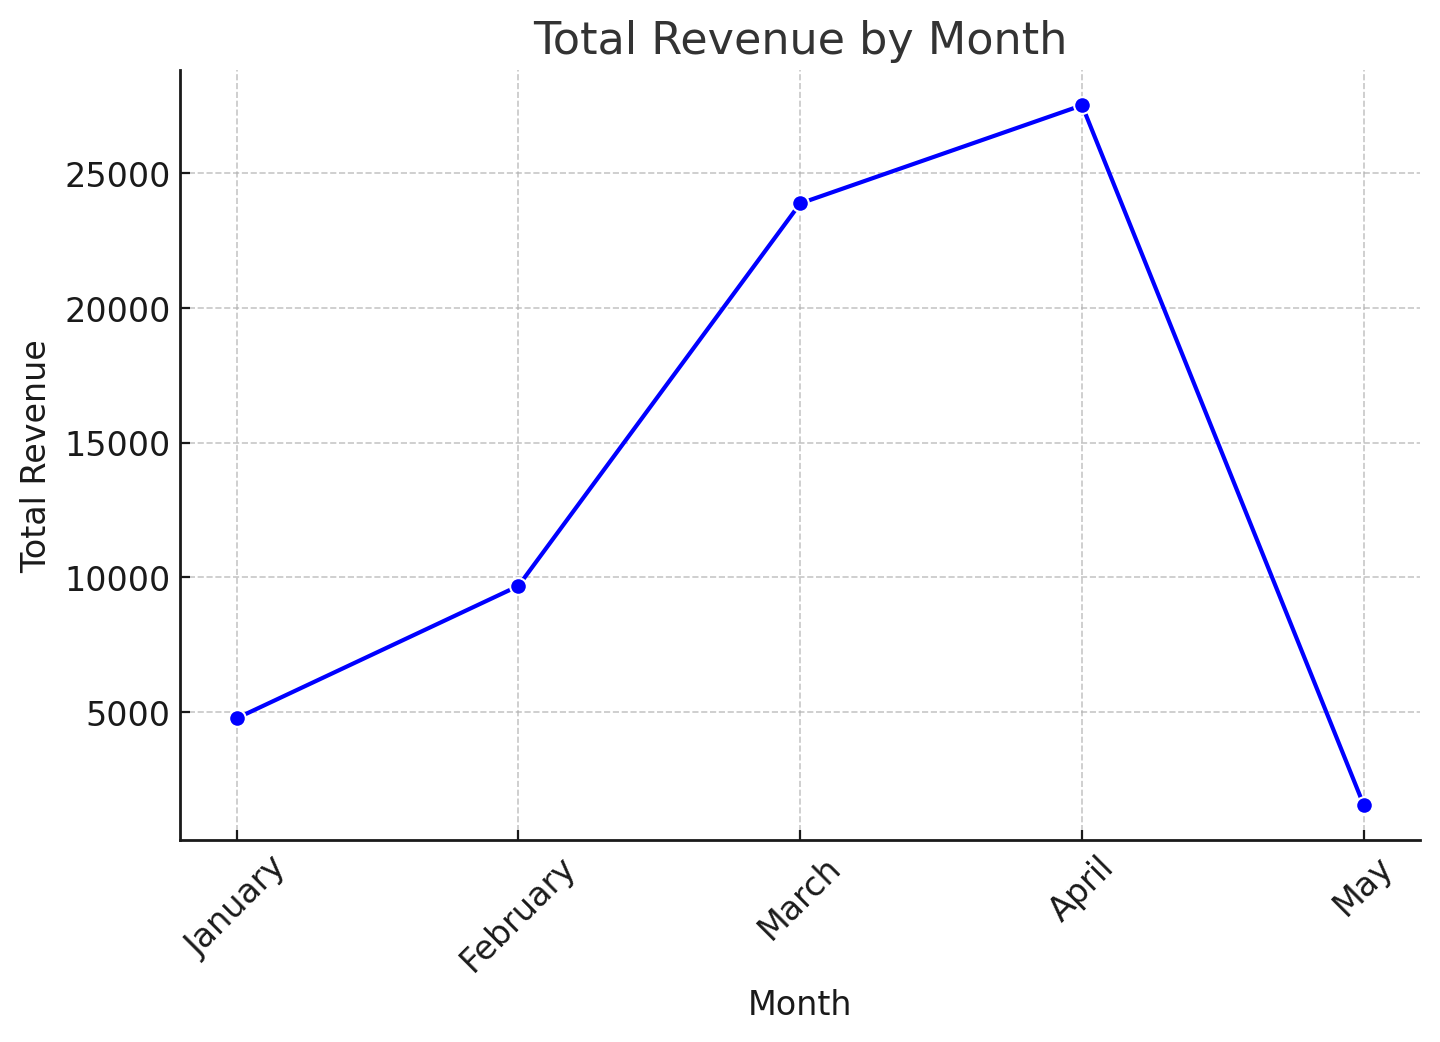 Total Revenue by Month
Total Revenue
25000
20000
15000
10000
5000
January
February
March
April
May
Month